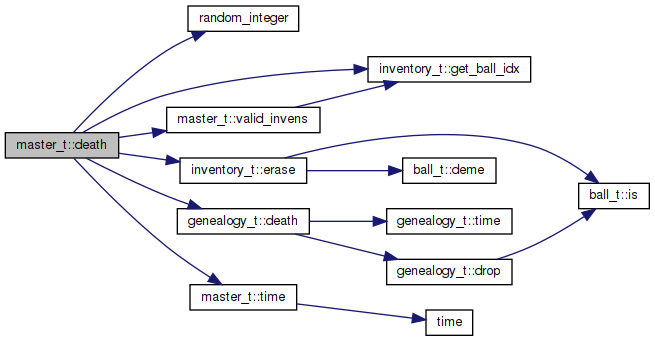 random_integer
inventory_t::get_ball_idx
master_t::valid_invens
master_t::death
inventory_t::erase
ball_t::deme
ball_t::is
genealogy_t::death
genealogy_t::time
genealogy_t::drop
master_t::time
time